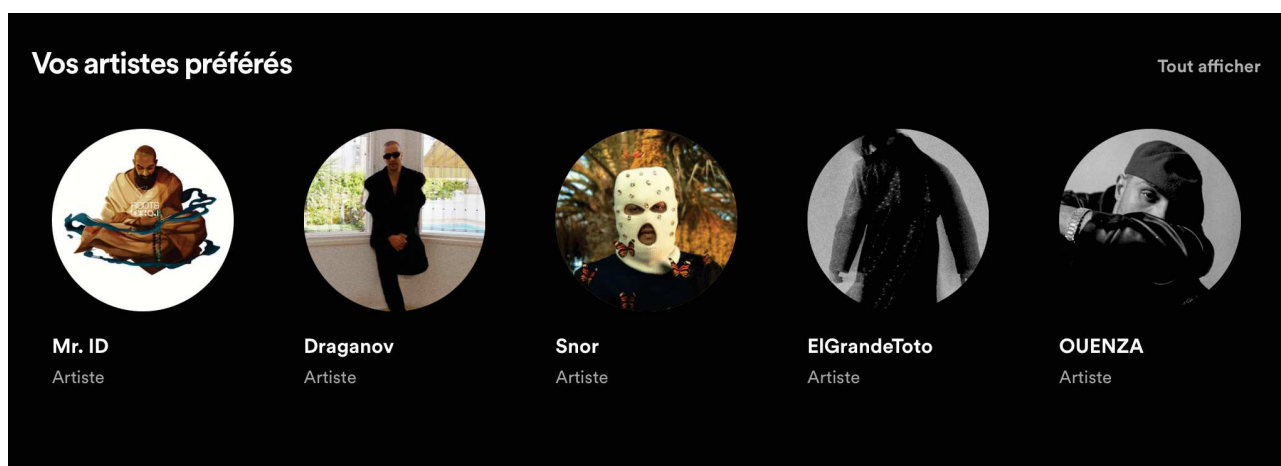 Vos artistes préférés
Tout afficher
Mr. ID
Artiste
Draganov
Artiste
Snor
Artiste
ElGrandeToto
Artiste
OUENZA
Artiste